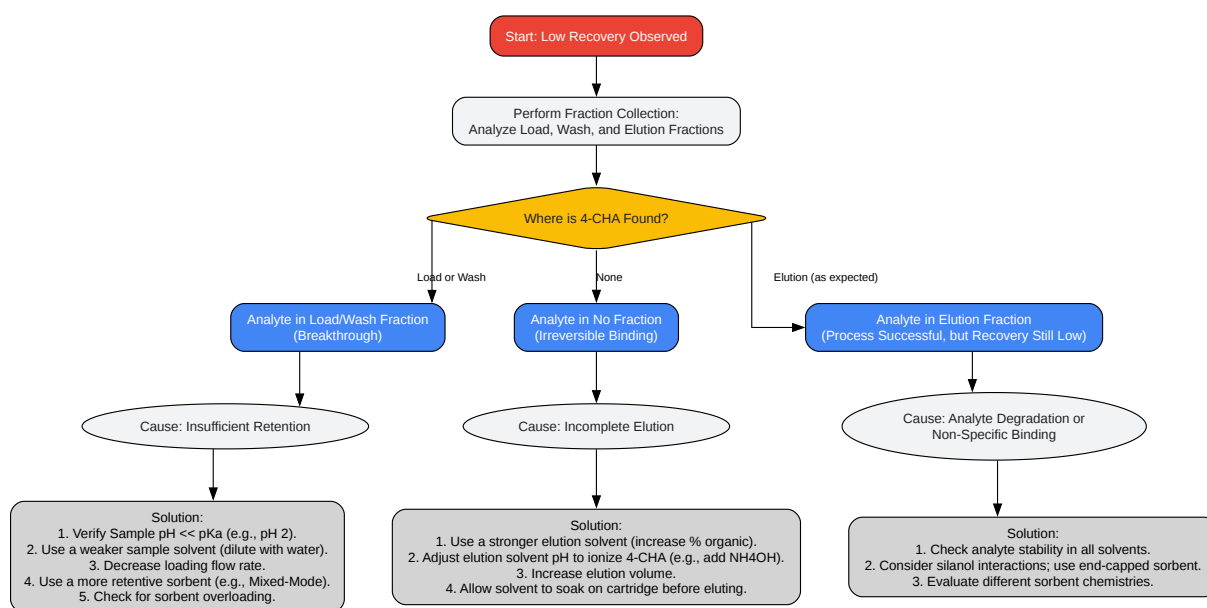 Start: Low Recovery Observed
Perform Fraction Collection:
Analyze Load, Wash, and Elution Fractions
Where is 4-CHA Found?
Load or Wash
None
Elution (as expected)
Analyte in Load/Wash Fraction
(Breakthrough)
Analyte in No Fraction
(Irreversible Binding)
Analyte in Elution Fraction
(Process Successful, but Recovery Still Low)
Cause: Insufficient Retention
Cause: Incomplete Elution
Cause: Analyte Degradation or
Non-Specific Binding
Solution:
1. Verify Sample pH << pKa (e.g., pH 2).
2. Use a weaker sample solvent (dilute with water).
3. Decrease loading flow rate.
4. Use a more retentive sorbent (e.g., Mixed-Mode).
5. Check for sorbent overloading.
Solution:
1. Use a stronger elution solvent (increase % organic).
2. Adjust elution solvent pH to ionize 4-CHA (e.g., add NH4OH).
3. Increase elution volume.
4. Allow solvent to soak on cartridge before eluting.
Solution:
1. Check analyte stability in all solvents.
2. Consider silanol interactions; use end-capped sorbent.
3. Evaluate different sorbent chemistries.